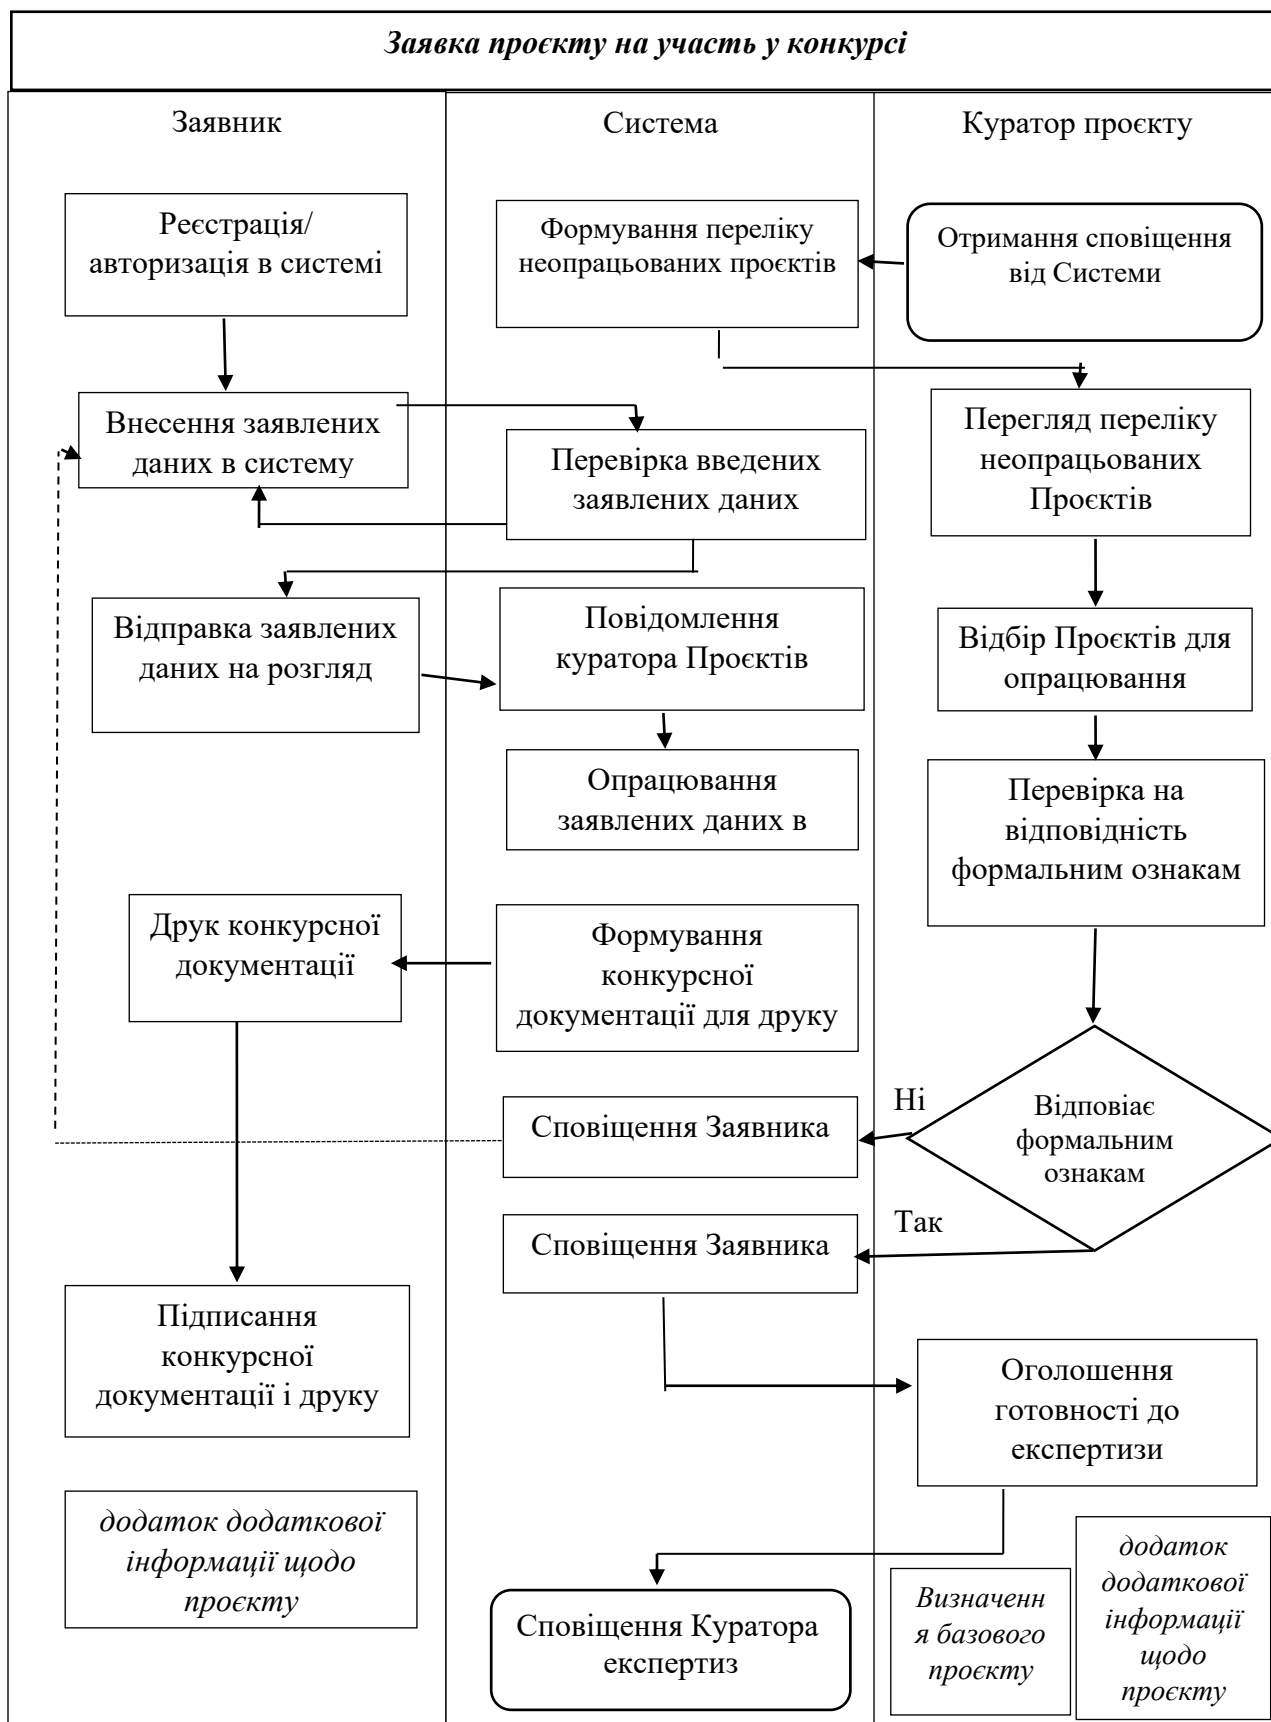 Заявка проєкту на участь у конкурсі
Заявник
Система
Куратор проєкту
Реєстрація/
авторизація в системі
Формування переліку
неопрацьованих проєктів
Отримання сповіщення
від Системи
Внесення заявлених
даних в систему
Перевірка введених
заявлених даних
Перегляд переліку
неопрацьованих
Проєктів
Відправка заявлених
даних на розгляд
Повідомлення
куратора Проєктів
Відбір Проєктів для
опрацювання
Опрацювання
заявлених даних в
Перевірка на
відповідність
формальним ознакам
Друк конкурсної
документації
Формування
конкурсної
документації для друку
Ні
Відповіає
формальним
ознакам
Сповіщення Заявника
Так
Сповіщення Заявника
Підписання
конкурсної
документації і друку
Оголошення
готовності до
експертизи
додаток додаткової
інформації щодо
проєкту
Сповіщення Куратора
експертиз
Визначенн
я базового
проєкту
додаток
додаткової
інформації
щодо
проєкту